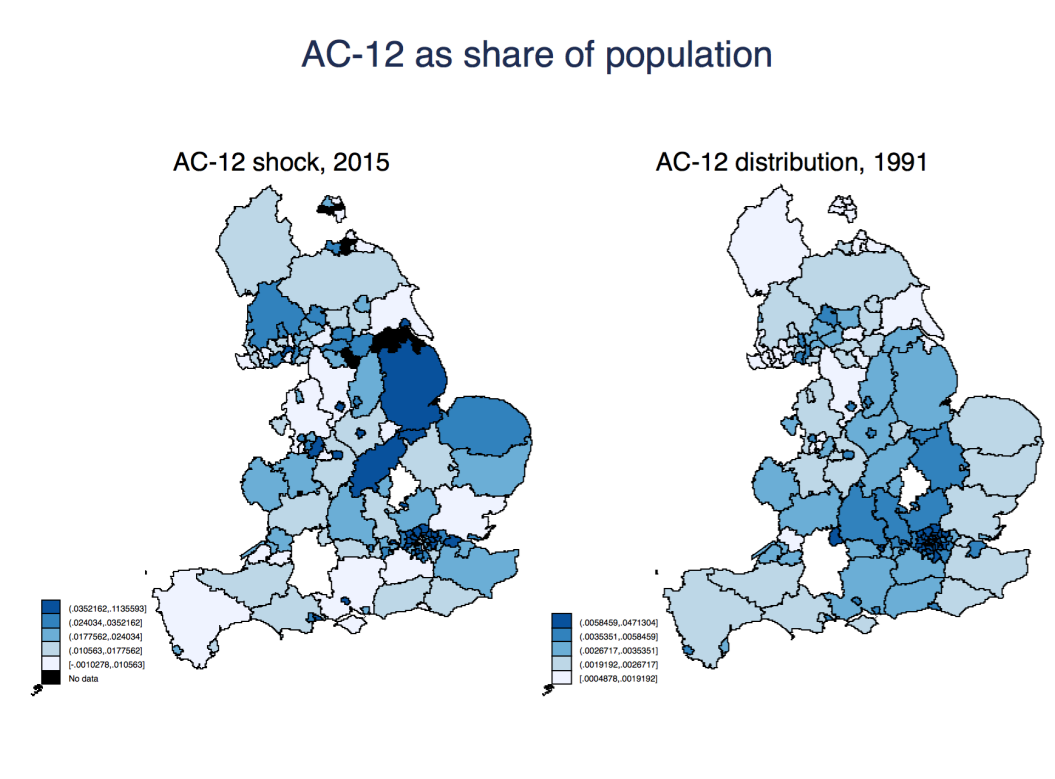 AC-12 as share of population
AC-12 shock, 2015
AC-12 distribution, 1991
(.0352162,.1135593]
(.024034,.0352162]
(.0177562,.024034]
(.010563,.0177562]
[-.0010278,.010563]
No data
(.0058459,.0471304]
(.0035351,.0058459]
(.0026717,.0035351]
(.0019192,.0026717]
[.0004878,.0019192]